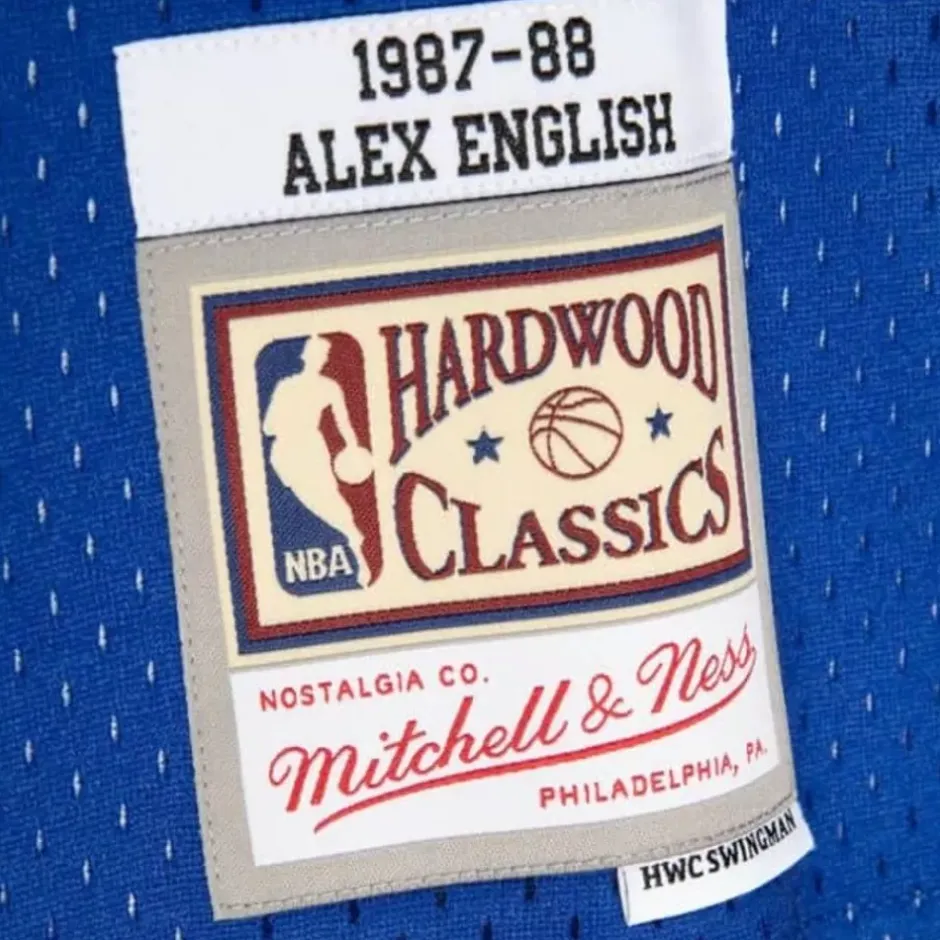 1987-88
ALEX ENGLISH
HARDWOOD
CLASSICS
NBA
NOSTALGIA CO.
Mitchell & Ness
PHILADELPHIA, PA.
HWC SWINGMAN